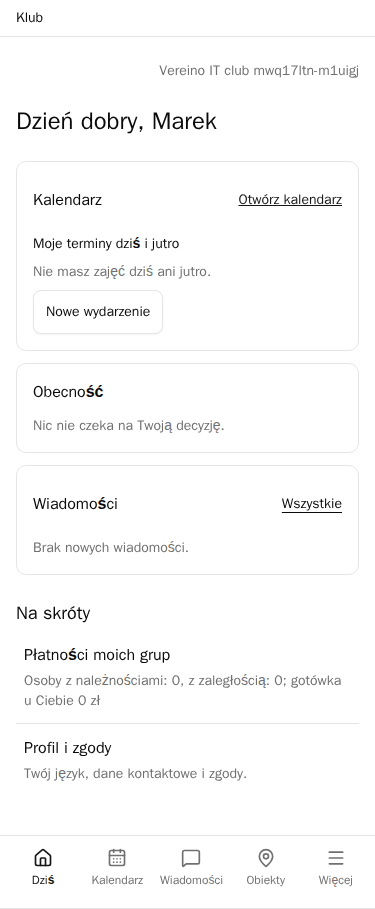 Klub
Vereino IT club mwq17ltn-m1uigj
Dzień dobry, Marek
Kalendarz
Otwórz kalendarz
Moje terminy dziś i jutro
Nie masz zajęć dziś ani jutro.
Nowe wydarzenie
Obecność
Nic nie czeka na Twoją decyzję.
Wiadomości
Wszystkie
Brak nowych wiadomości.
Na skróty
Płatności moich grup
Osoby z należnościami: 0, z zaległością: 0; gotówka
u Ciebie 0 zł
Profil i zgody
Twój język, dane kontaktowe i zgody.
Dziś
Kalendarz
Wiadomości
Obiekty
Więcej